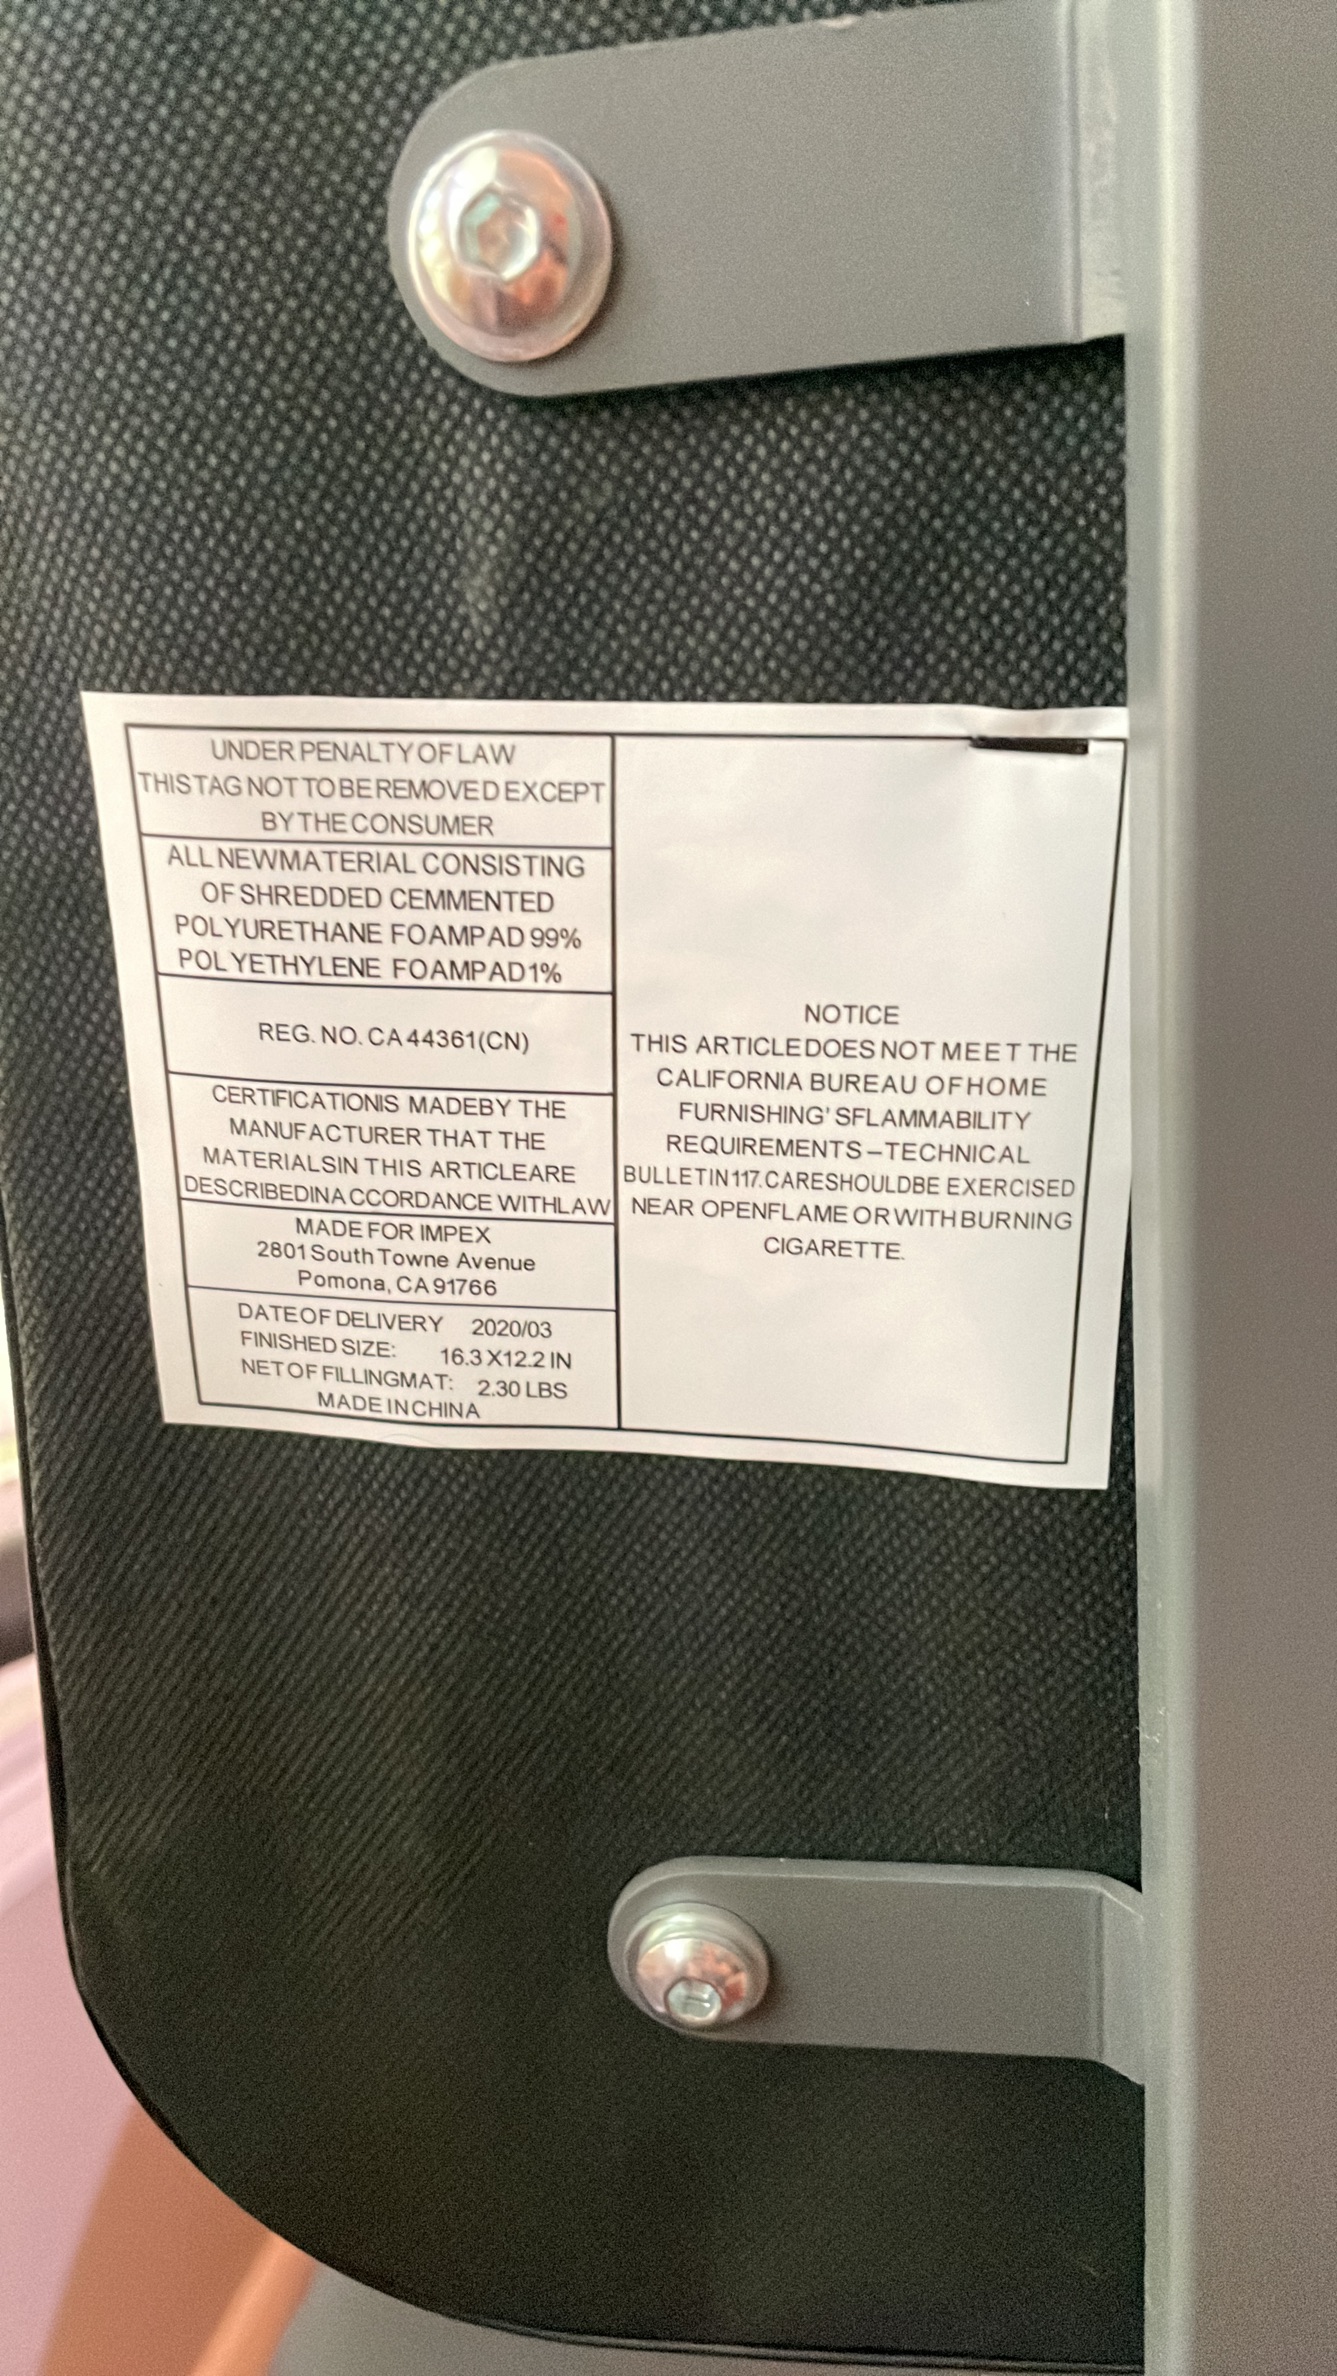 UNDER PENALTY OF LAW
THIS TAG NOT TO BE REMOVED EXCEPT
BY THE CONSUMER
ALL NEW MATERIAL CONSISTING
OF SHREDDED CEMMENTED
POLYURETHANE FOAM PAD 99%
POLYETHYLENE FOAM PAD 1%
REG. NO. CA 44361(CN)
CERTIFICATION IS MADE BY THE
MANUFACTURER THAT THE
MATERIALS IN THIS ARTICLE ARE
DESCRIBED IN ACCORDANCE WITH LAW
MADE FOR IMPEX
2801 South Towne Avenue
Pomona, CA 91766
DATE OF DELIVERY 2020/03
FINISHED SIZE: 16.3 X 12.2 IN
NET OF FILLING MAT: 2.30 LBS
MADE IN CHINA
NOTICE
THIS ARTICLE DOES NOT MEET THE
CALIFORNIA BUREAU OF HOME
FURNISHING'S FLAMMABILITY
REQUIREMENTS – TECHNICAL
BULLETIN 117. CARE SHOULD BE EXERCISED
NEAR OPEN FLAME OR WITH BURNING
CIGARETTE.